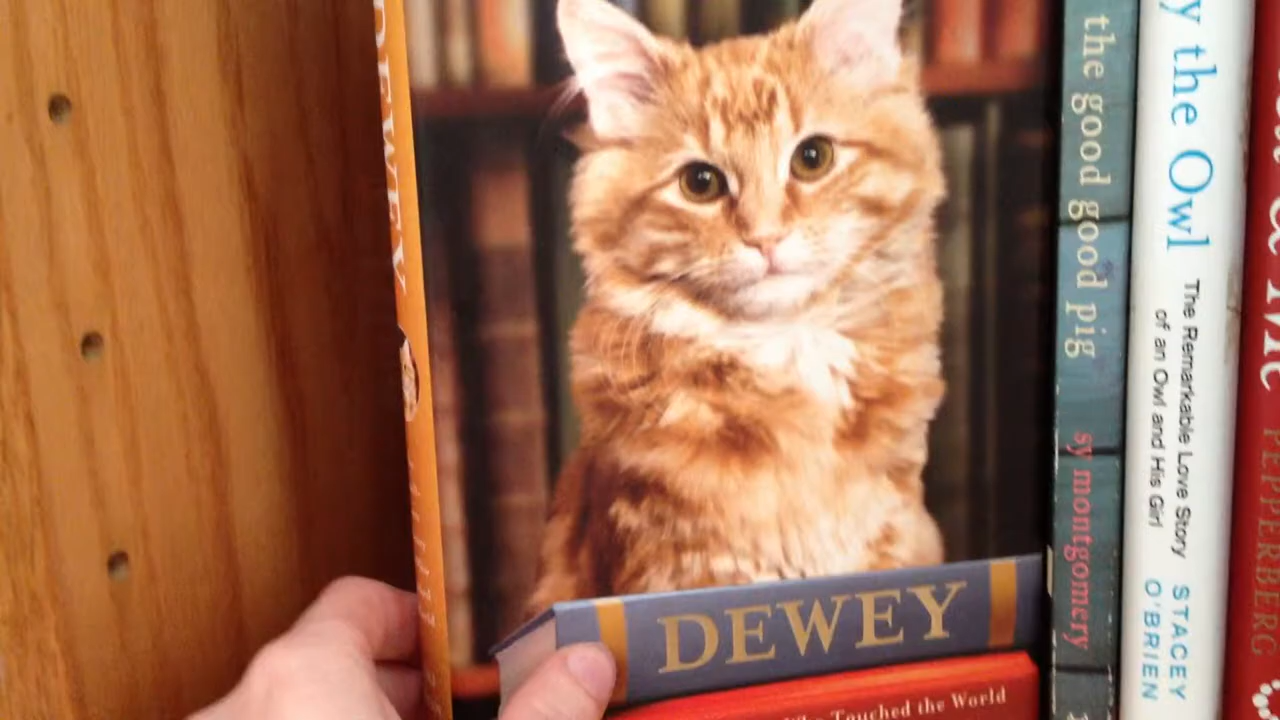 DEWEY
DEWEY
Who Touched the World
the good good pig
sy montgomery
y the Owl
The Remarkable Love Story
of an Owl and His Girl
STACEY
O'BRIEN
PEPPERBERG